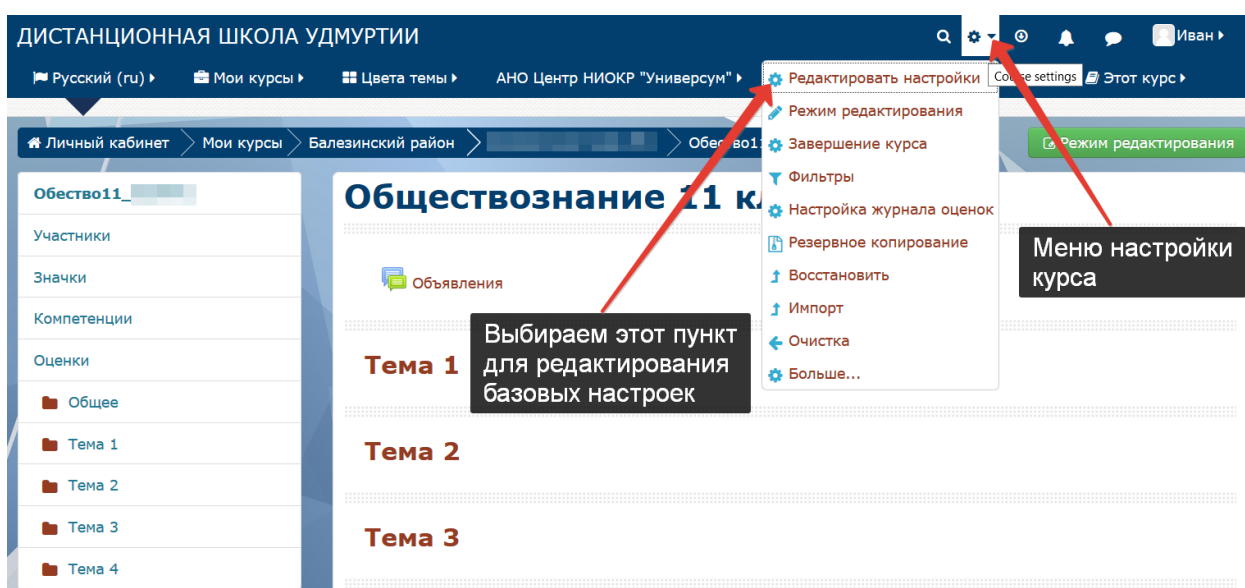 ДИСТАНЦИОННАЯ ШКОЛА УДМУРТИИ
Иван
Русский (ru) Мои курсы Цвета темы АНО Центр НИОКР "Универсум" Этот курс
Редактировать настройки
Course settings
Режим редактирования
Завершение курса
Фильтры
Настройка журнала оценок
Резервное копирование
Восстановить
Импорт
Очистка
Больше...
Личный кабинет Мои курсы Балезинский район
Режим редактирования
Обество11_
Участники
Значки
Компетенции
Оценки
Общее
Тема 1
Тема 2
Тема 3
Тема 4
Обществознание 11
Объявления
Тема 1
Тема 2
Тема 3
Выбираем этот пункт
для редактирования
базовых настроек
Меню настройки
курса